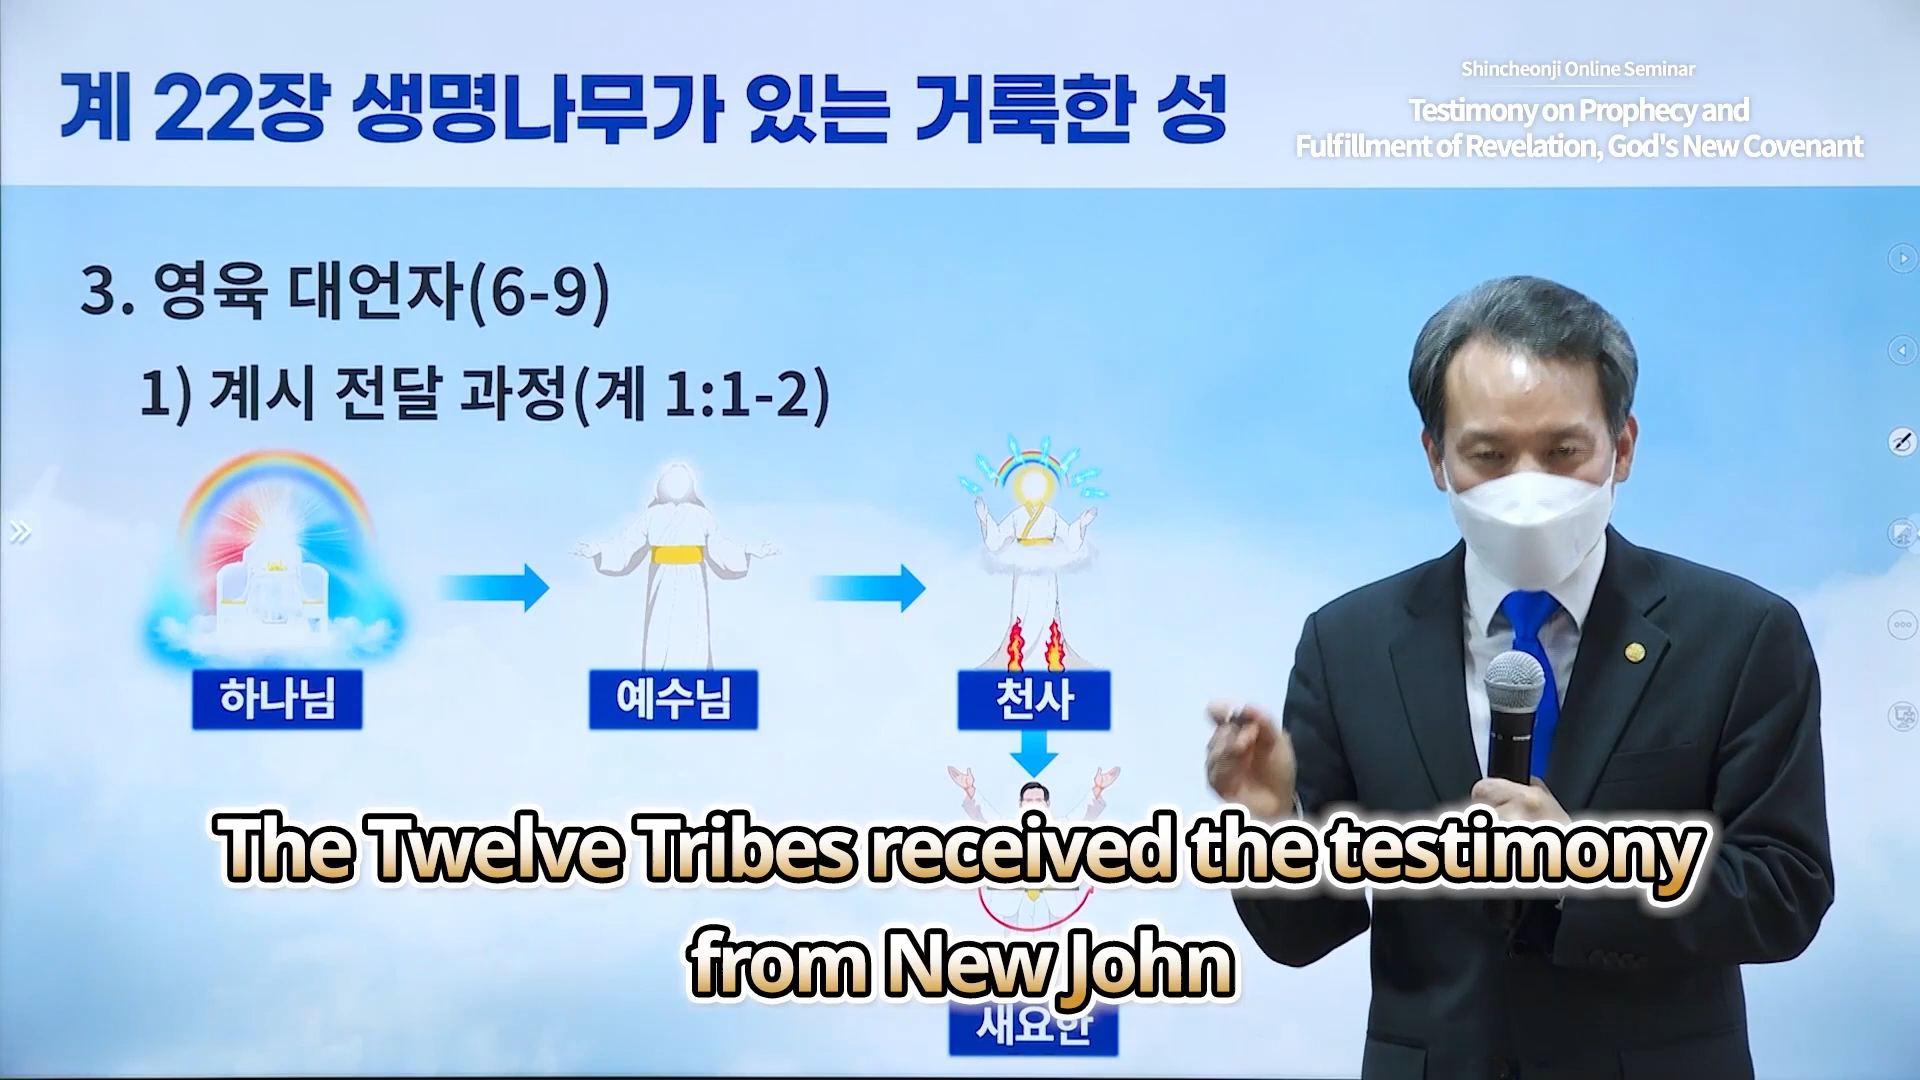 계 22장 생명나무가 있는 거룩한 성
Shincheonji Online Seminar
Testimony on Prophecy and
Fulfillment of Revelation, God's New Covenant
3. 영육 대언자(6-9)
1) 계시 전달 과정(계 1:1-2)
하나님
예수님
천사
The Twelve Tribes received the testimony
from New John
새요한